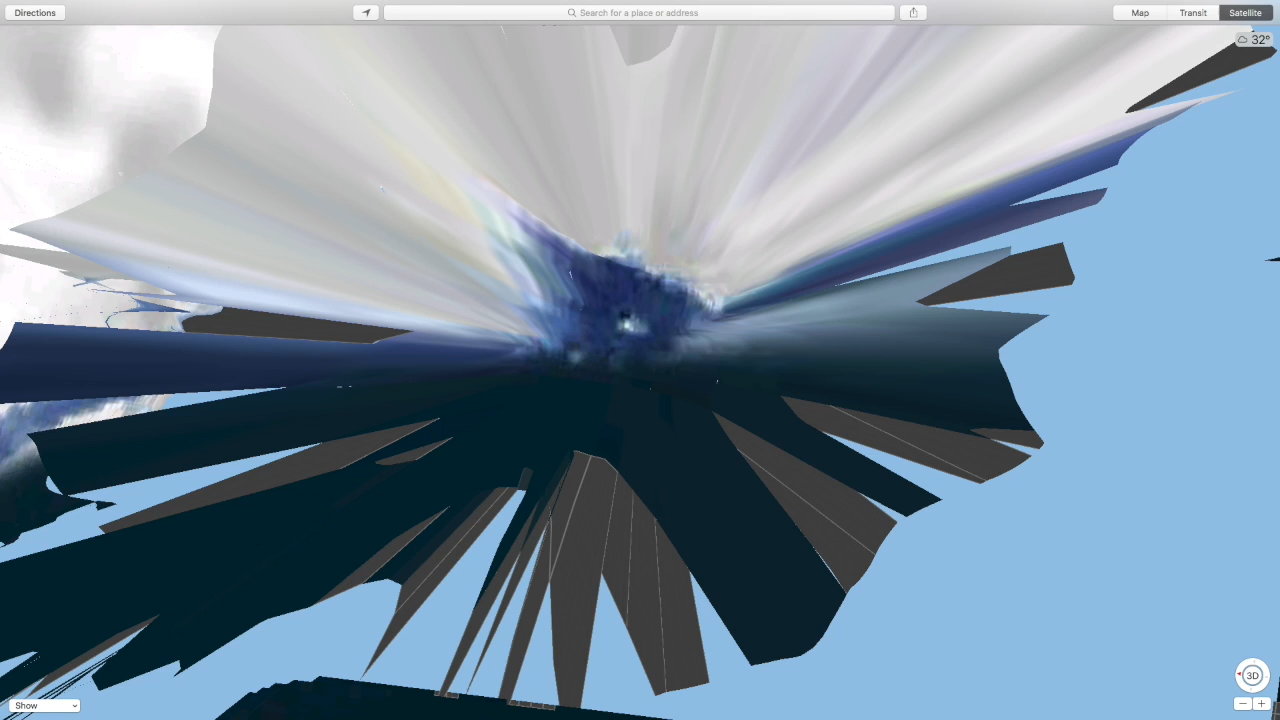 Directions
Search for a place or address
Map
Transit
Satellite
32°
3D
Show